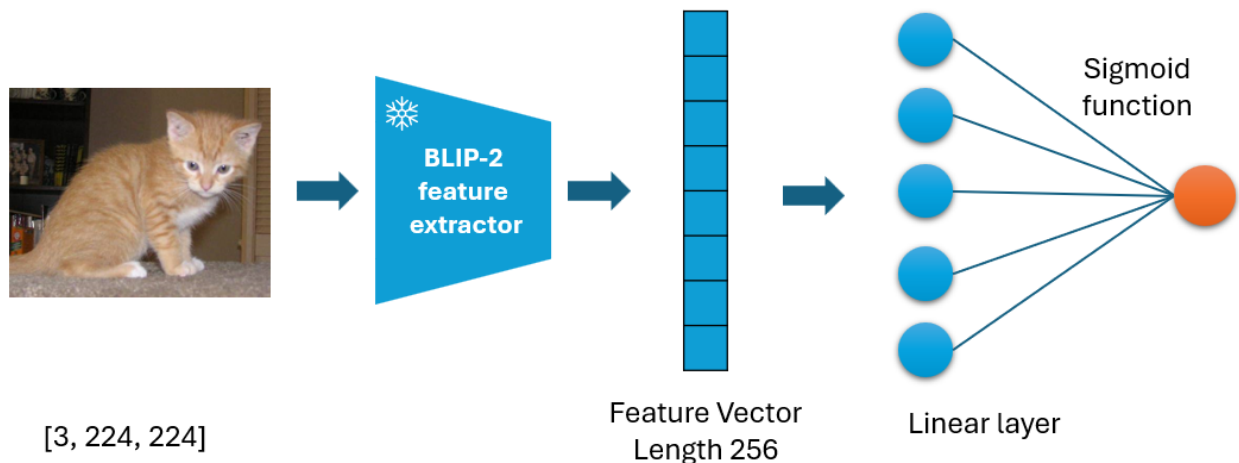 Sigmoid
function
BLIP-2
feature
extractor
Feature Vector
Length 256
Linear layer
[3, 224, 224]